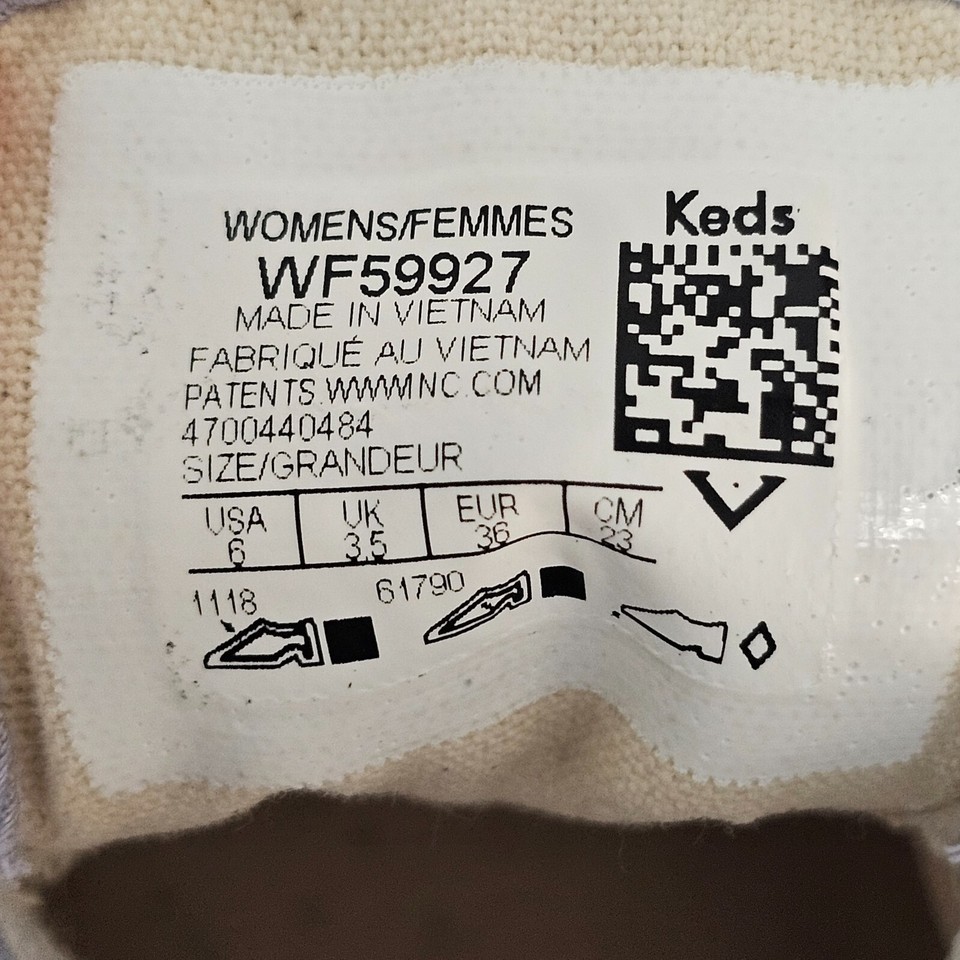 Keds
WOMENS/FEMMES
WF59927
MADE IN VIETNAM
FABRIQUÉ AU VIETNAM
PATENTS.WWWINC.COM
4700440484
SIZE/GRANDEUR
USA UK EUR CM
6 3.5 36 23
1118 61790